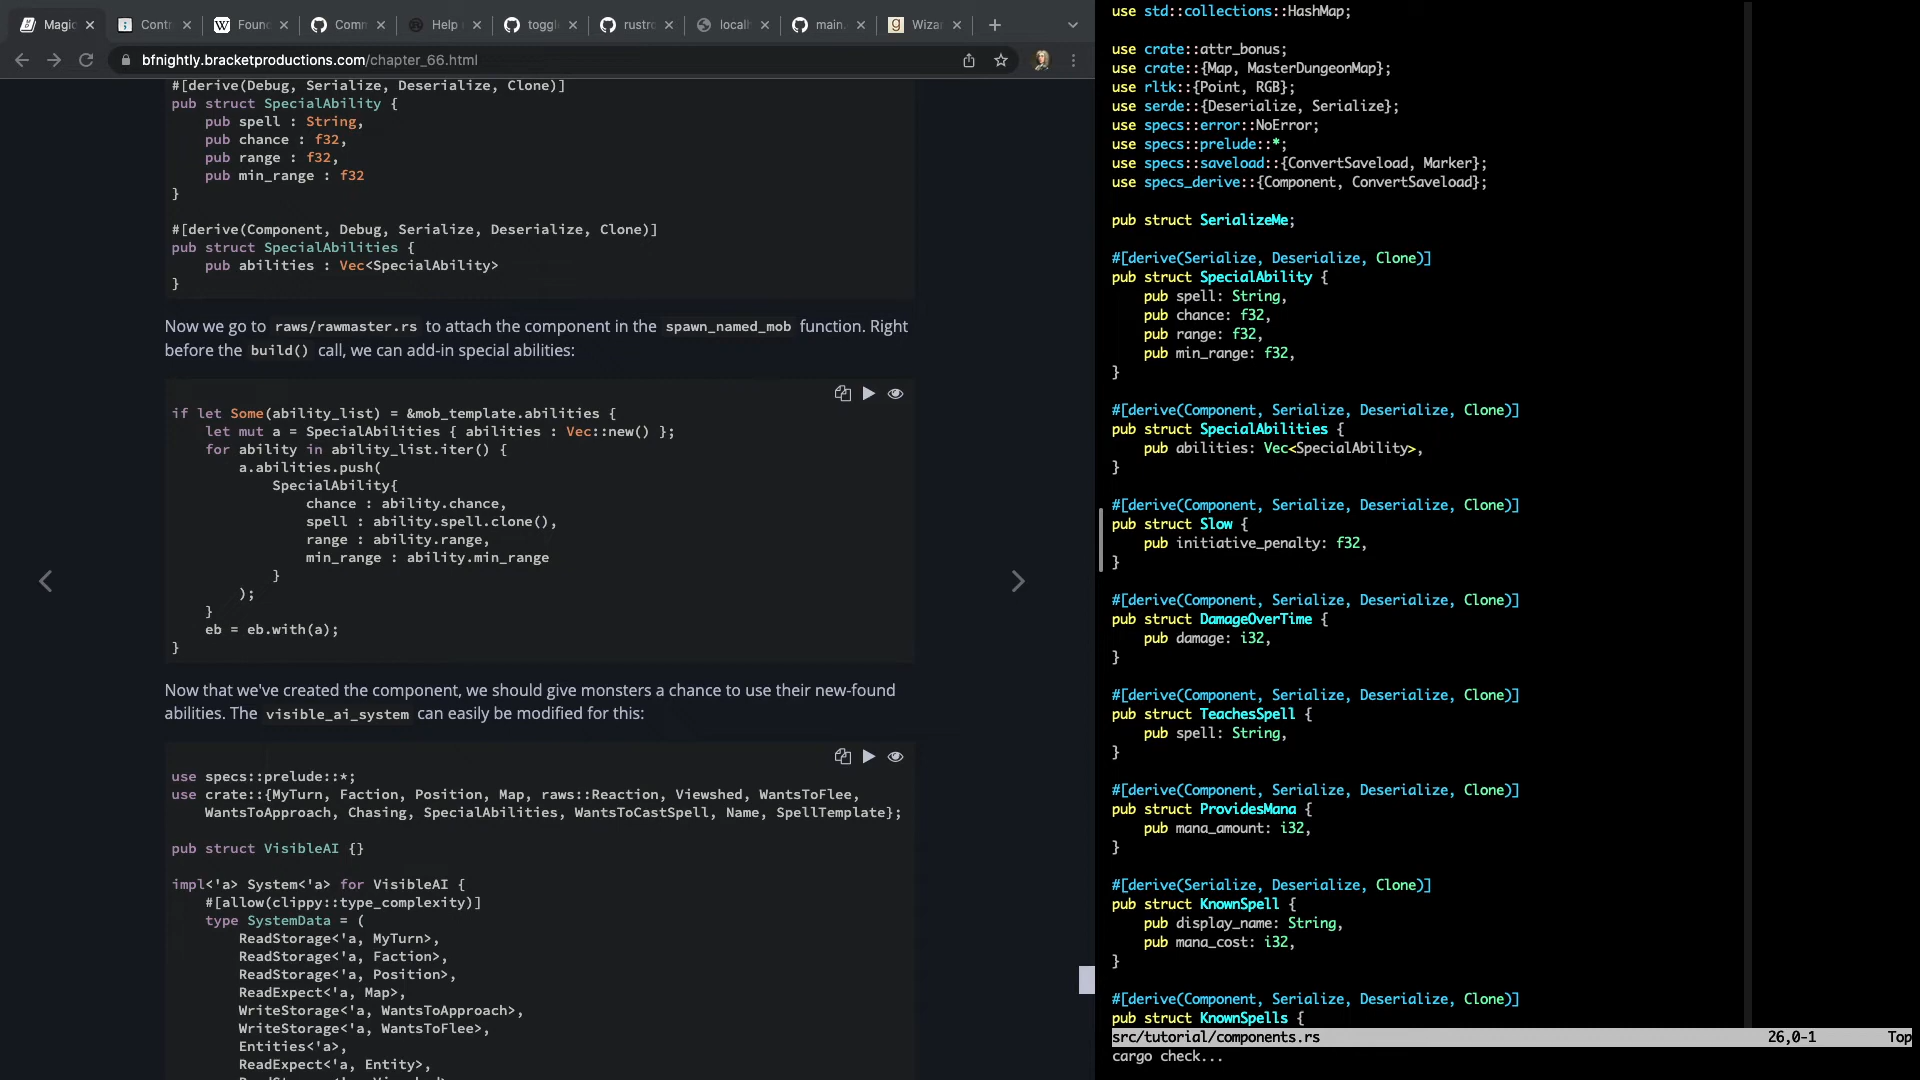 Magic
Contr
Found
Comm
Help
toggle
rustro
localh
main.
Wizar
bfnightly.bracketproductions.com/chapter_66.html
#[derive(Debug, Serialize, Deserialize, Clone)]
pub struct SpecialAbility {
    pub spell : String,
    pub chance : f32,
    pub range : f32,
    pub min_range : f32
}
#[derive(Component, Debug, Serialize, Deserialize, Clone)]
pub struct SpecialAbilities {
    pub abilities : Vec<SpecialAbility>
}
Now we go to raws/rawmaster.rs to attach the component in the spawn_named_mob function. Right
before the build() call, we can add-in special abilities:
if let Some(ability_list) = &mob_template.abilities {
    let mut a = SpecialAbilities { abilities : Vec::new() };
    for ability in ability_list.iter() {
        a.abilities.push(
            SpecialAbility{
                chance : ability.chance,
                spell : ability.spell.clone(),
                range : ability.range,
                min_range : ability.min_range
            }
        );
    }
    eb = eb.with(a);
}
Now that we've created the component, we should give monsters a chance to use their new-found
abilities. The visible_ai_system can easily be modified for this:
use specs::prelude::*;
use crate::{MyTurn, Faction, Position, Map, raws::Reaction, Viewshed, WantsToFlee,
    WantsToApproach, Chasing, SpecialAbilities, WantsToCastSpell, Name, SpellTemplate};
pub struct VisibleAI {}
impl<'a> System<'a> for VisibleAI {
    #[allow(clippy::type_complexity)]
    type SystemData = (
        ReadStorage<'a, MyTurn>,
        ReadStorage<'a, Faction>,
        ReadStorage<'a, Position>,
        ReadExpect<'a, Map>,
        WriteStorage<'a, WantsToApproach>,
        WriteStorage<'a, WantsToFlee>,
        Entities<'a>,
        ReadExpect<'a, Entity>,
use std::collections::HashMap;
use crate::attr_bonus;
use crate::{Map, MasterDungeonMap};
use rltk::{Point, RGB};
use serde::{Deserialize, Serialize};
use specs::error::NoError;
use specs::prelude::*;
use specs::saveload::{ConvertSaveload, Marker};
use specs_derive::{Component, ConvertSaveload};
pub struct SerializeMe;
#[derive(Serialize, Deserialize, Clone)]
pub struct SpecialAbility {
    pub spell: String,
    pub chance: f32,
    pub range: f32,
    pub min_range: f32,
}
#[derive(Component, Serialize, Deserialize, Clone)]
pub struct SpecialAbilities {
    pub abilities: Vec<SpecialAbility>,
}
#[derive(Component, Serialize, Deserialize, Clone)]
pub struct Slow {
    pub initiative_penalty: f32,
}
#[derive(Component, Serialize, Deserialize, Clone)]
pub struct DamageOverTime {
    pub damage: i32,
}
#[derive(Component, Serialize, Deserialize, Clone)]
pub struct TeachesSpell {
    pub spell: String,
}
#[derive(Component, Serialize, Deserialize, Clone)]
pub struct ProvidesMana {
    pub mana_amount: i32,
}
#[derive(Serialize, Deserialize, Clone)]
pub struct KnownSpell {
    pub display_name: String,
    pub mana_cost: i32,
}
#[derive(Component, Serialize, Deserialize, Clone)]
pub struct KnownSpells {
src/tutorial/components.rs 26,0-1 Top
cargo check...